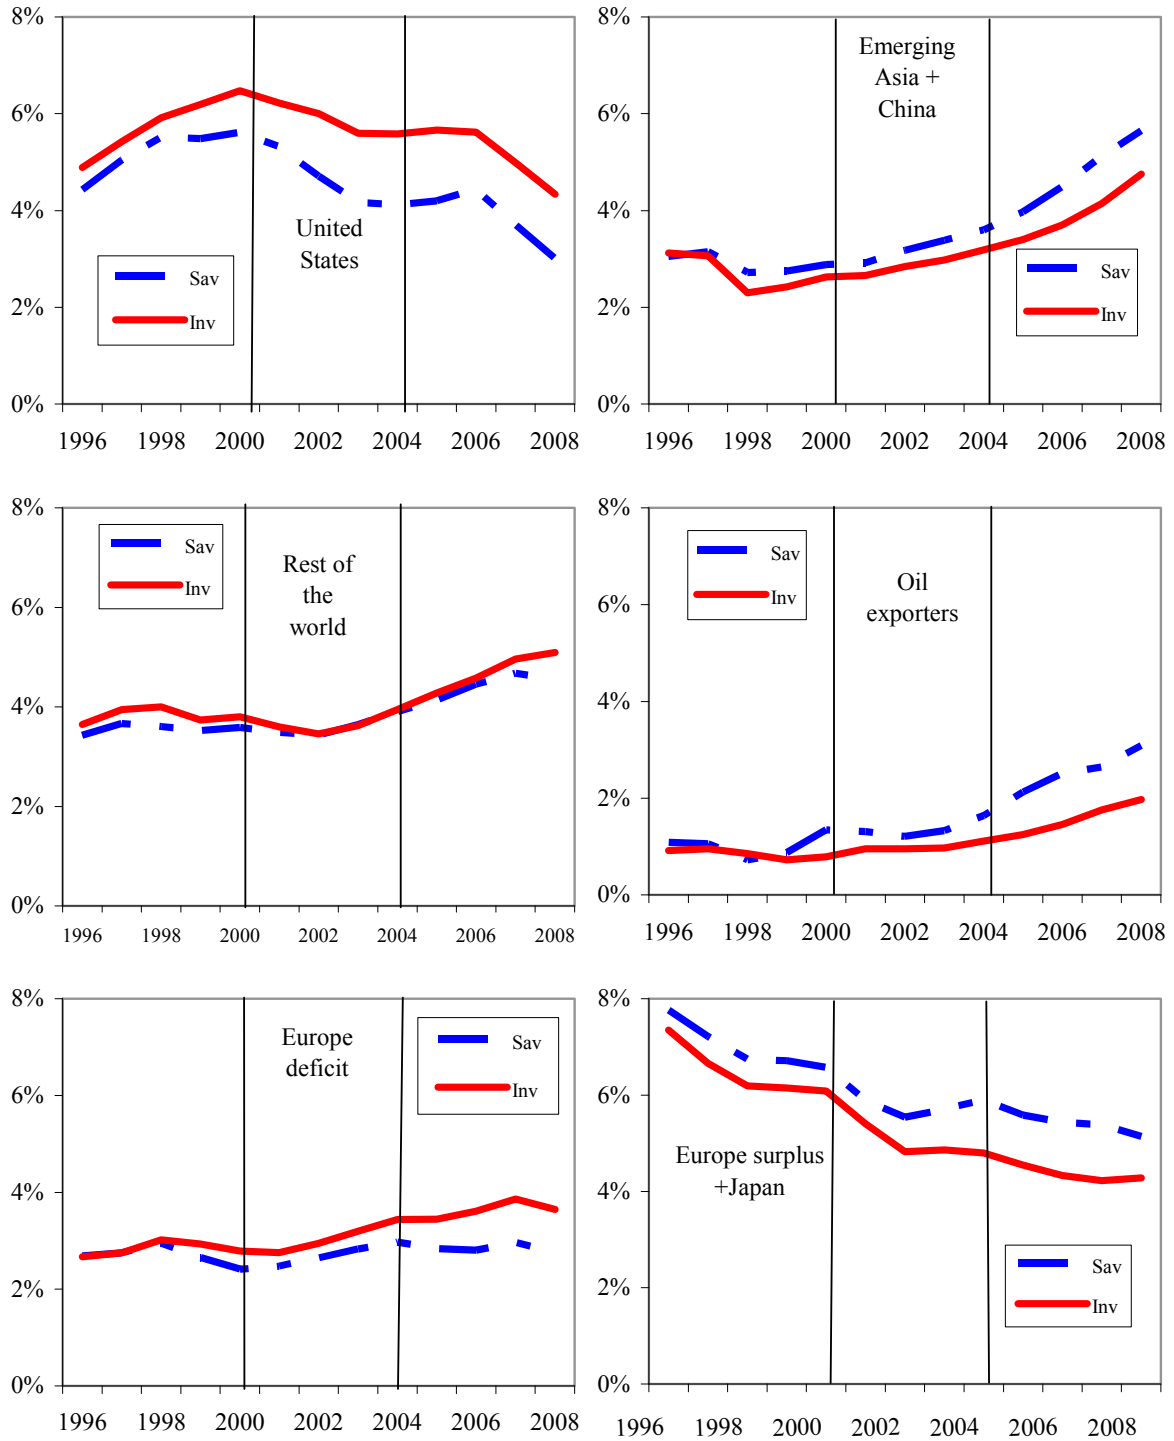 8%
6%
4%
2%
0%
United
States
Sav
Inv
1996 1998 2000 2002 2004 2006 2008
8%
6%
4%
2%
0%
Emerging
Asia +
China
Sav
Inv
1996 1998 2000 2002 2004 2006 2008
8%
6%
4%
2%
0%
Sav
Inv
Rest of
the
world
1996 1998 2000 2002 2004 2006 2008
8%
6%
4%
2%
0%
Sav
Inv
Oil
exporters
1996 1998 2000 2002 2004 2006 2008
8%
6%
4%
2%
0%
Europe
deficit
Sav
Inv
1996 1998 2000 2002 2004 2006 2008
8%
6%
4%
2%
0%
Europe surplus
+Japan
Sav
Inv
1996 1998 2000 2002 2004 2006 2008